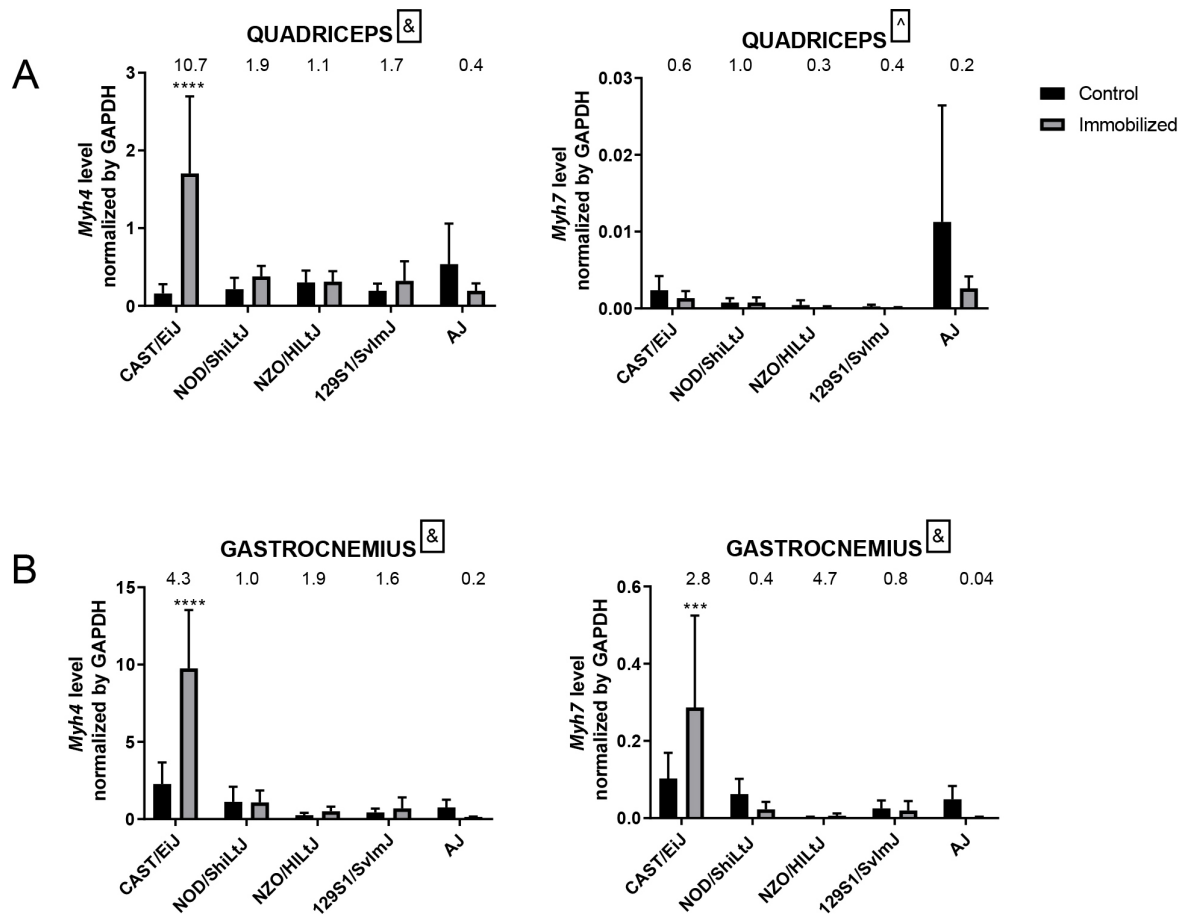 A
QUADRICEPS &
10.7 1.9 1.1 1.7 0.4
****
Myh4 level
normalized by GAPDH
3
2
1
0
CAST/EiJ
NOD/ShiLtJ
NZO/HILtJ
129S1/SvImJ
AJ
QUADRICEPS ^
0.6 1.0 0.3 0.4 0.2
Myh7 level
normalized by GAPDH
0.03
0.02
0.01
0.00
CAST/EiJ
NOD/ShiLtJ
NZO/HILtJ
129S1/SvImJ
AJ
Control
Immobilized
B
GASTROCNEMIUS &
4.3 1.0 1.9 1.6 0.2
****
Myh4 level
normalized by GAPDH
15
10
5
0
CAST/EiJ
NOD/ShiLtJ
NZO/HILtJ
129S1/SvImJ
AJ
GASTROCNEMIUS &
2.8 0.4 4.7 0.8 0.04
***
Myh7 level
normalized by GAPDH
0.6
0.4
0.2
0.0
CAST/EiJ
NOD/ShiLtJ
NZO/HILtJ
129S1/SvImJ
AJ